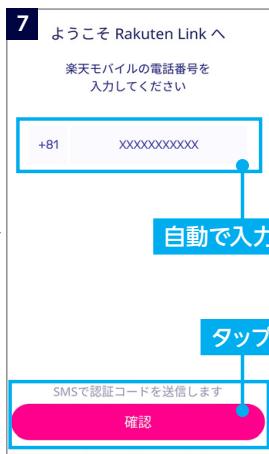 7
ようこそ Rakuten Link へ
楽天モバイルの電話番号を
入力してください
+81 XXXXXXXXXXX
自動で入力
タップ
SMSで認証コードを送信します
確認